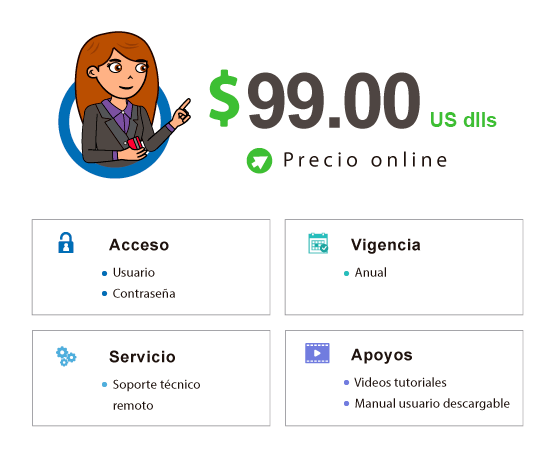 $99.00 US dlls
Precio online
Acceso
Usuario
Contraseña
Vigencia
Anual
Servicio
Soporte técnico
remoto
Apoyos
Videos tutoriales
Manual usuario descargable